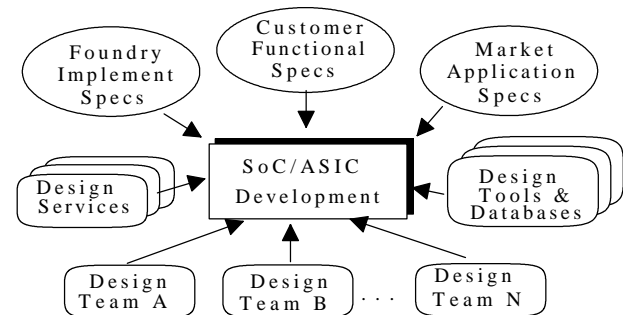 Foundry
Implement
Specs
Customer
Functional
Specs
Market
Application
Specs
Design
Services
SoC/ASIC
Development
Design
Tools &
Databases
Design
Team A
Design
Team B
. . .
Design
Team N